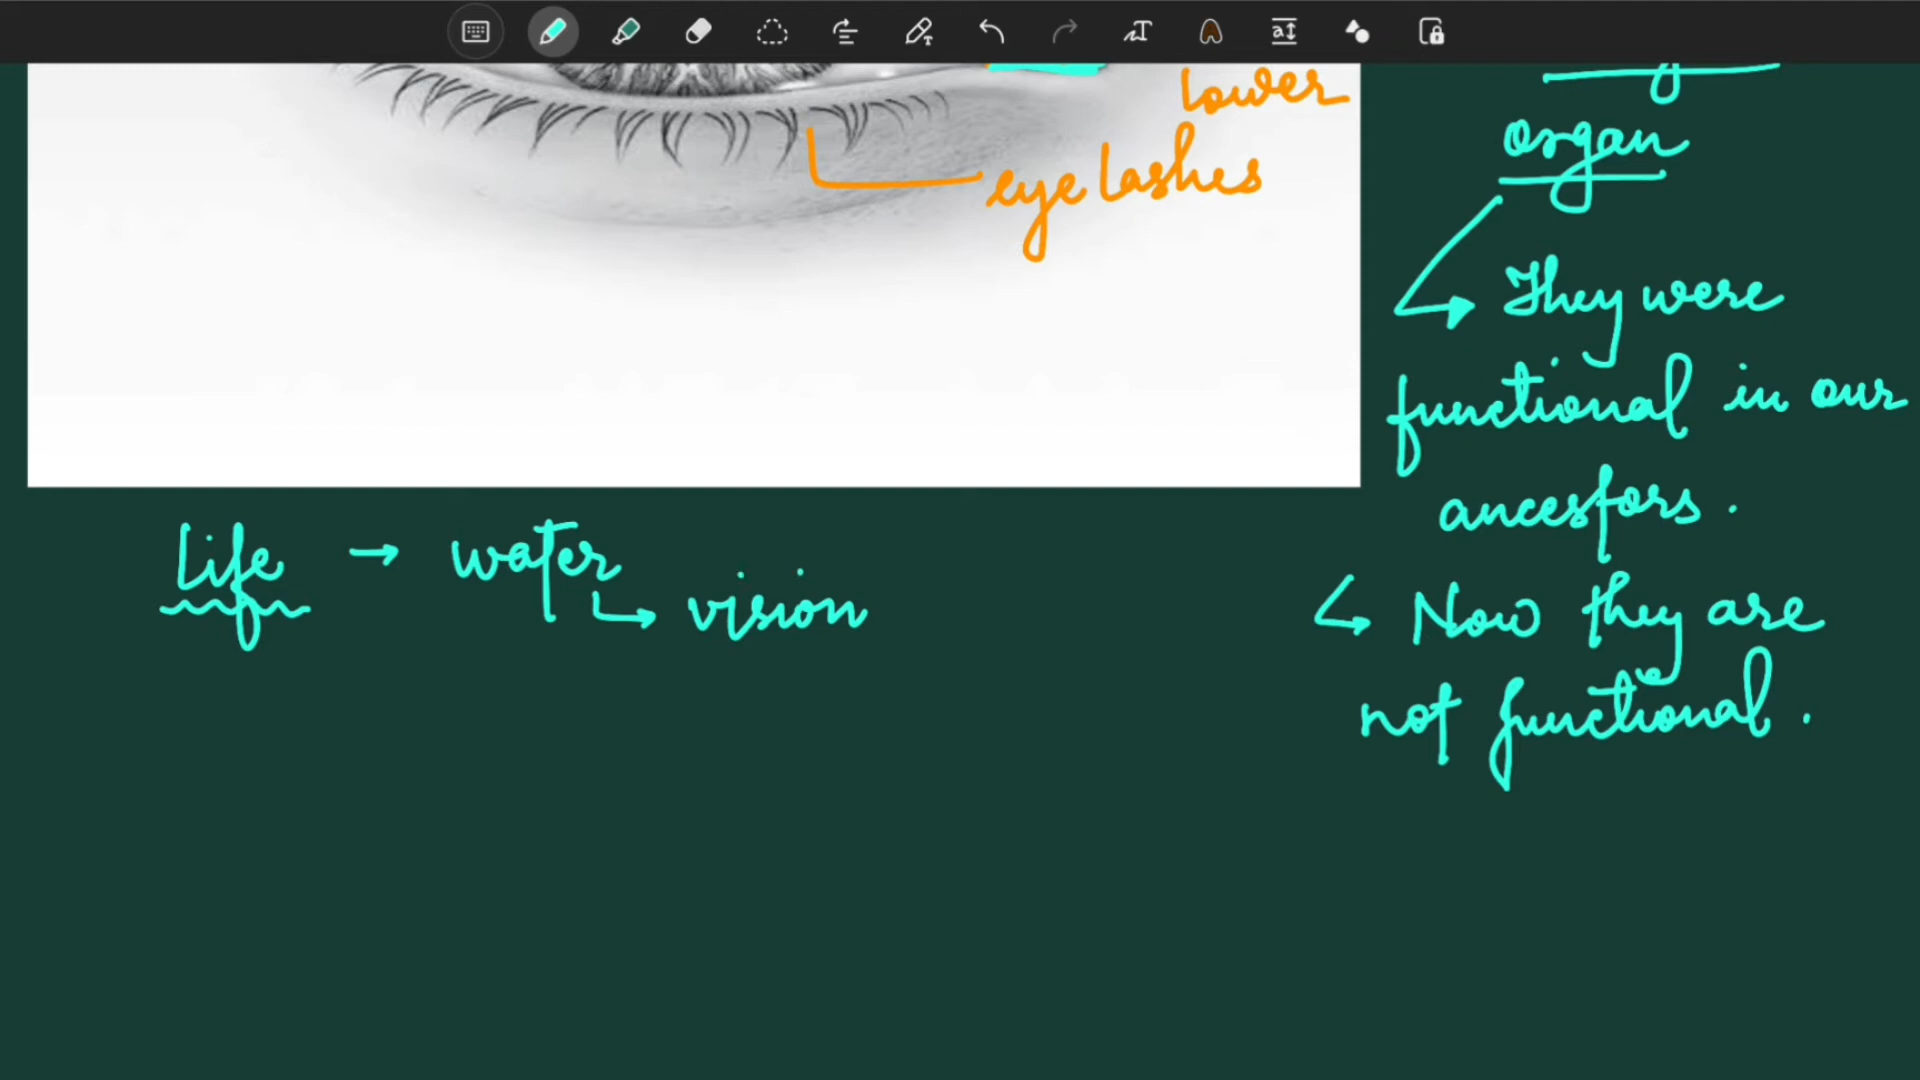 lower
eye lashes
organ
They were
functional in our
ancestors.
Now they are
not functional.
Life → water
↳ vision